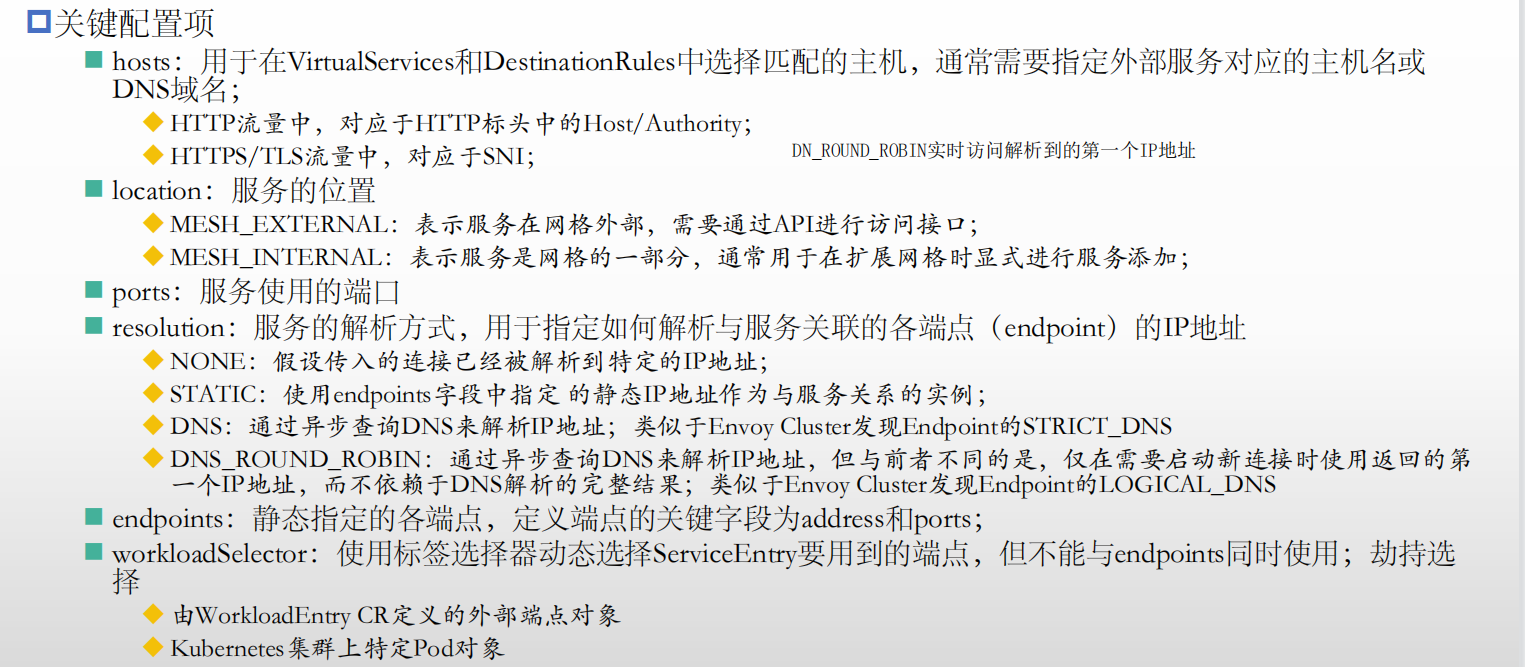 关键配置项
hosts：用于在VirtualServices和DestinationRules中选择匹配的主机，通常需要指定外部服务对应的主机名或
DNS域名；
HTTP流量中，对应于HTTP标头中的Host/Authority；
HTTPS/TLS流量中，对应于SNI；
DN_ROUND_ROBIN实时访问解析到的第一个IP地址
location：服务的位置
MESH_EXTERNAL：表示服务在网格外部，需要通过API进行访问接口；
MESH_INTERNAL：表示服务是网格的一部分，通常用于在扩展网格时显式进行服务添加；
ports：服务使用的端口
resolution：服务的解析方式，用于指定如何解析与服务关联的各端点（endpoint）的IP地址
NONE：假设传入的连接已经被解析到特定的IP地址；
STATIC：使用endpoints字段中指定 的静态IP地址作为与服务关系的实例；
DNS：通过异步查询DNS来解析IP地址；类似于Envoy Cluster发现Endpoint的STRICT_DNS
DNS_ROUND_ROBIN：通过异步查询DNS来解析IP地址，但与前者不同的是，仅在需要启动新连接时使用返回的第
一个IP地址，而不依赖于DNS解析的完整结果；类似于Envoy Cluster发现Endpoint的LOGICAL_DNS
endpoints：静态指定的各端点，定义端点的关键字段为address和ports；
workloadSelector：使用标签选择器动态选择ServiceEntry要用到的端点，但不能与endpoints同时使用；劫持选
择
由WorkloadEntry CR定义的外部端点对象
Kubernetes集群上特定Pod对象